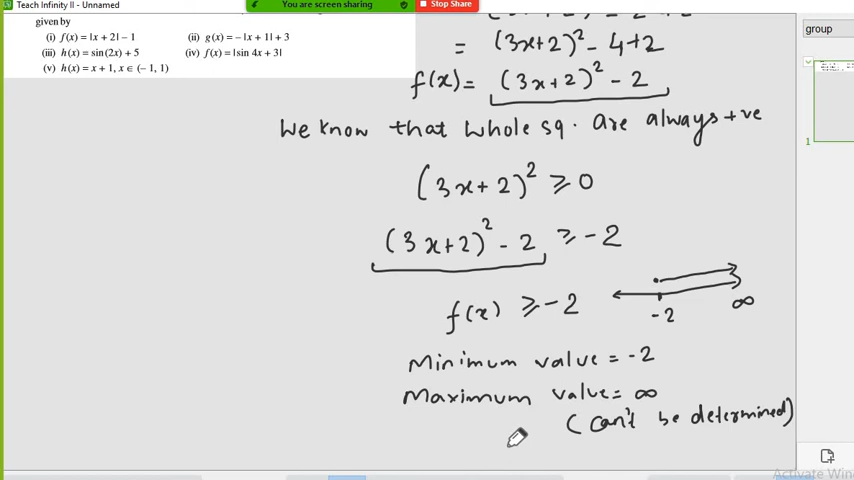 Teach Infinity II - Unnamed
You are screen sharing
Stop Share
given by
(i) f(x) = |x + 2| − 1
(ii) g(x) = − |x + 1| + 3
(iii) h(x) = sin(2x) + 5
(iv) f(x) = |sin 4x + 3|
(v) h(x) = x + 1, x ∈ (− 1, 1)
= (3x+2)² - 4+2
f(x) = (3x+2)² - 2
We know that whole sq. are always +ve
(3x+2)² ≥ 0
(3x+2)² - 2 ≥ -2
f(x) ≥ -2
-2
∞
Minimum value = -2
Maximum value = ∞
(Can't be determined)
group
1
Activate Win